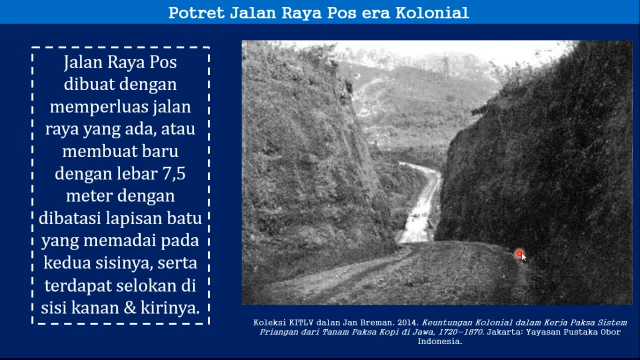 Potret Jalan Raya Pos era Kolonial
Jalan Raya Pos
dibuat dengan
memperluas jalan
raya yang ada, atau
membuat baru
dengan lebar 7,5
meter dengan
dibatasi lapisan batu
yang memadai pada
kedua sisinya, serta
terdapat selokan di
sisi kanan & kirinya.
Koleksi KITLV dalan Jan Breman. 2014. Keuntungan Kolonial dalam Kerja Paksa Sistem
Priangan dari Tanam Paksa Kopi di Jawa, 1720-1870. Jakarta: Yayasan Pustaka Obor
Indonesia.